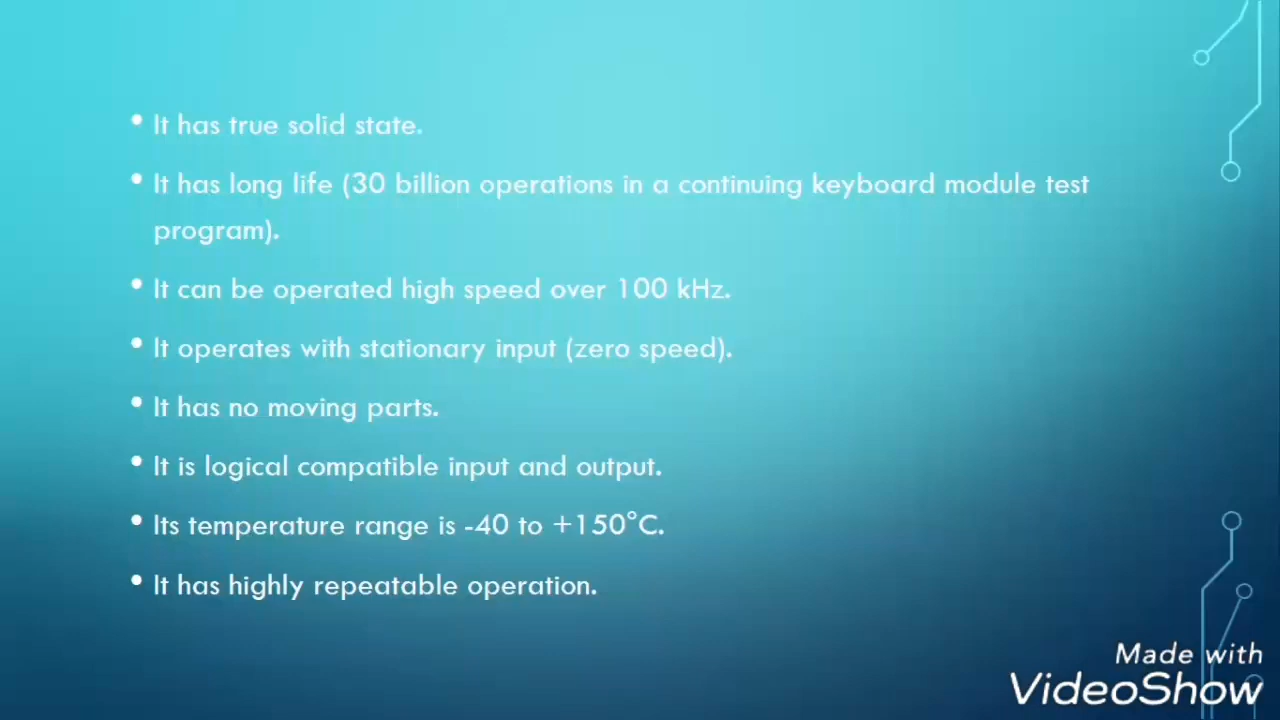 • It has true solid state.
• It has long life (30 billion operations in a continuing keyboard module test
program).
• It can be operated high speed over 100 kHz.
• It operates with stationary input (zero speed).
• It has no moving parts.
• It is logical compatible input and output.
• Its temperature range is -40 to +150°C.
• It has highly repeatable operation.
Made with
VideoShow